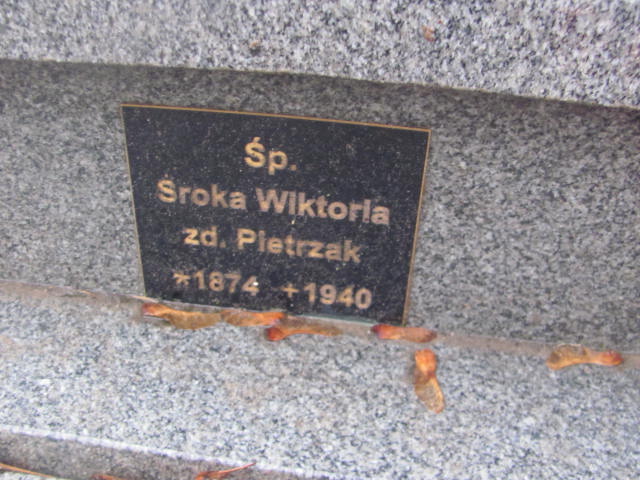 Śp.
Sroka Wiktoria
zd. Pietrzak
*1874 +1940